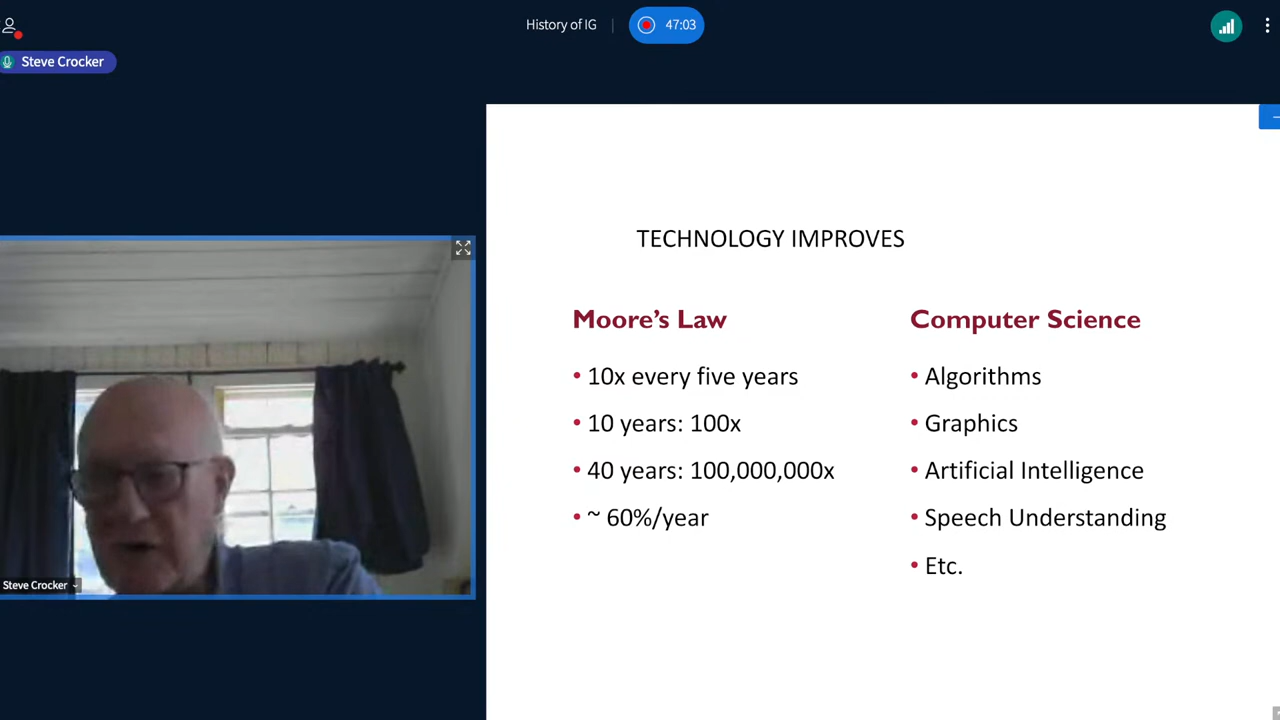 History of IG
47:03
Steve Crocker
TECHNOLOGY IMPROVES
Moore's Law
• 10x every five years
• 10 years: 100x
• 40 years: 100,000,000x
• ~ 60%/year
Computer Science
• Algorithms
• Graphics
• Artificial Intelligence
• Speech Understanding
• Etc.
Steve Crocker